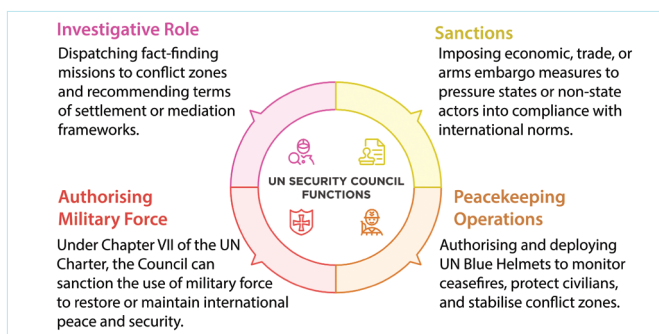 Investigative Role
Dispatching fact-finding
missions to conflict zones
and recommending terms
of settlement or mediation
frameworks.
Sanctions
Imposing economic, trade, or
arms embargo measures to
pressure states or non-state
actors into compliance with
international norms.
UN SECURITY COUNCIL
FUNCTIONS
Authorising
Military Force
Under Chapter VII of the UN
Charter, the Council can
sanction the use of military force
to restore or maintain international
peace and security.
Peacekeeping
Operations
Authorising and deploying
UN Blue Helmets to monitor
ceasefires, protect civilians,
and stabilise conflict zones.